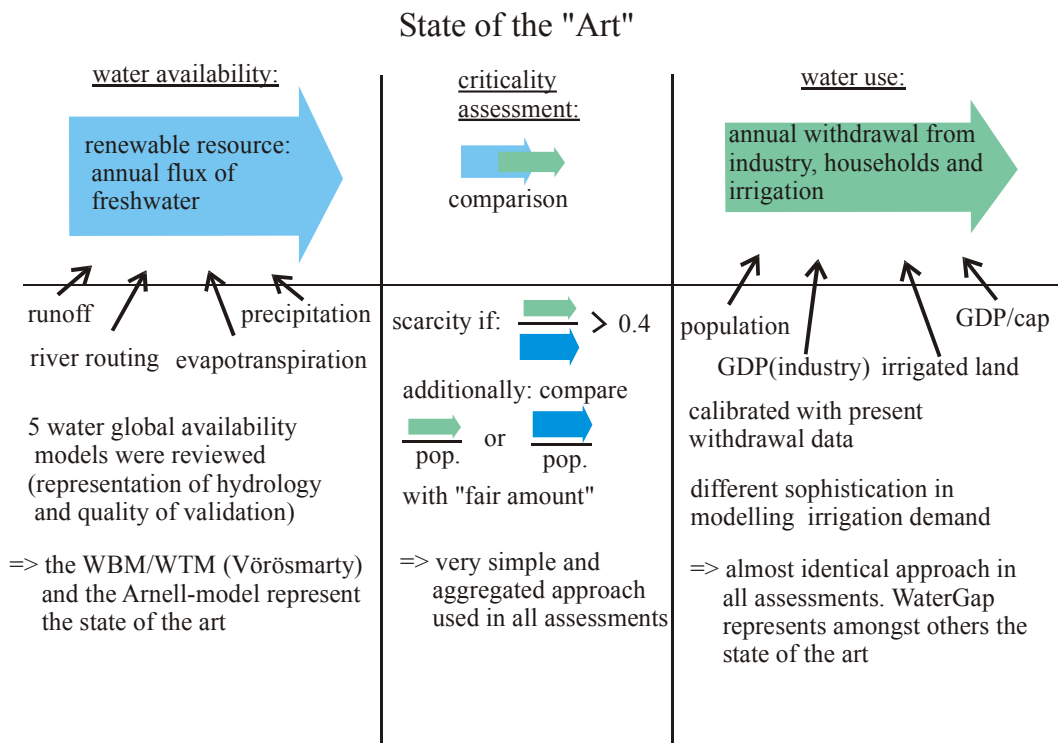 State of the "Art"
water availability:
renewable resource:
annual flux of
freshwater
runoff
precipitation
river routing
evapotranspiration
5 water global availability
models were reviewed
(representation of hydrology
and quality of validation)
=> the WBM/WTM (Vörösmarty)
and the Arnell-model represent
the state of the art
criticality
assessment:
comparison
scarcity if:
> 0.4
additionally: compare
or
pop.
pop.
with "fair amount"
=> very simple and
aggregated approach
used in all assessments
water use:
annual withdrawal from
industry, households and
irrigation
population
GDP/cap
GDP(industry)
irrigated land
calibrated with present
withdrawal data
different sophistication in
modelling irrigation demand
=> almost identical approach in
all assessments. WaterGap
represents amongst others the
state of the art